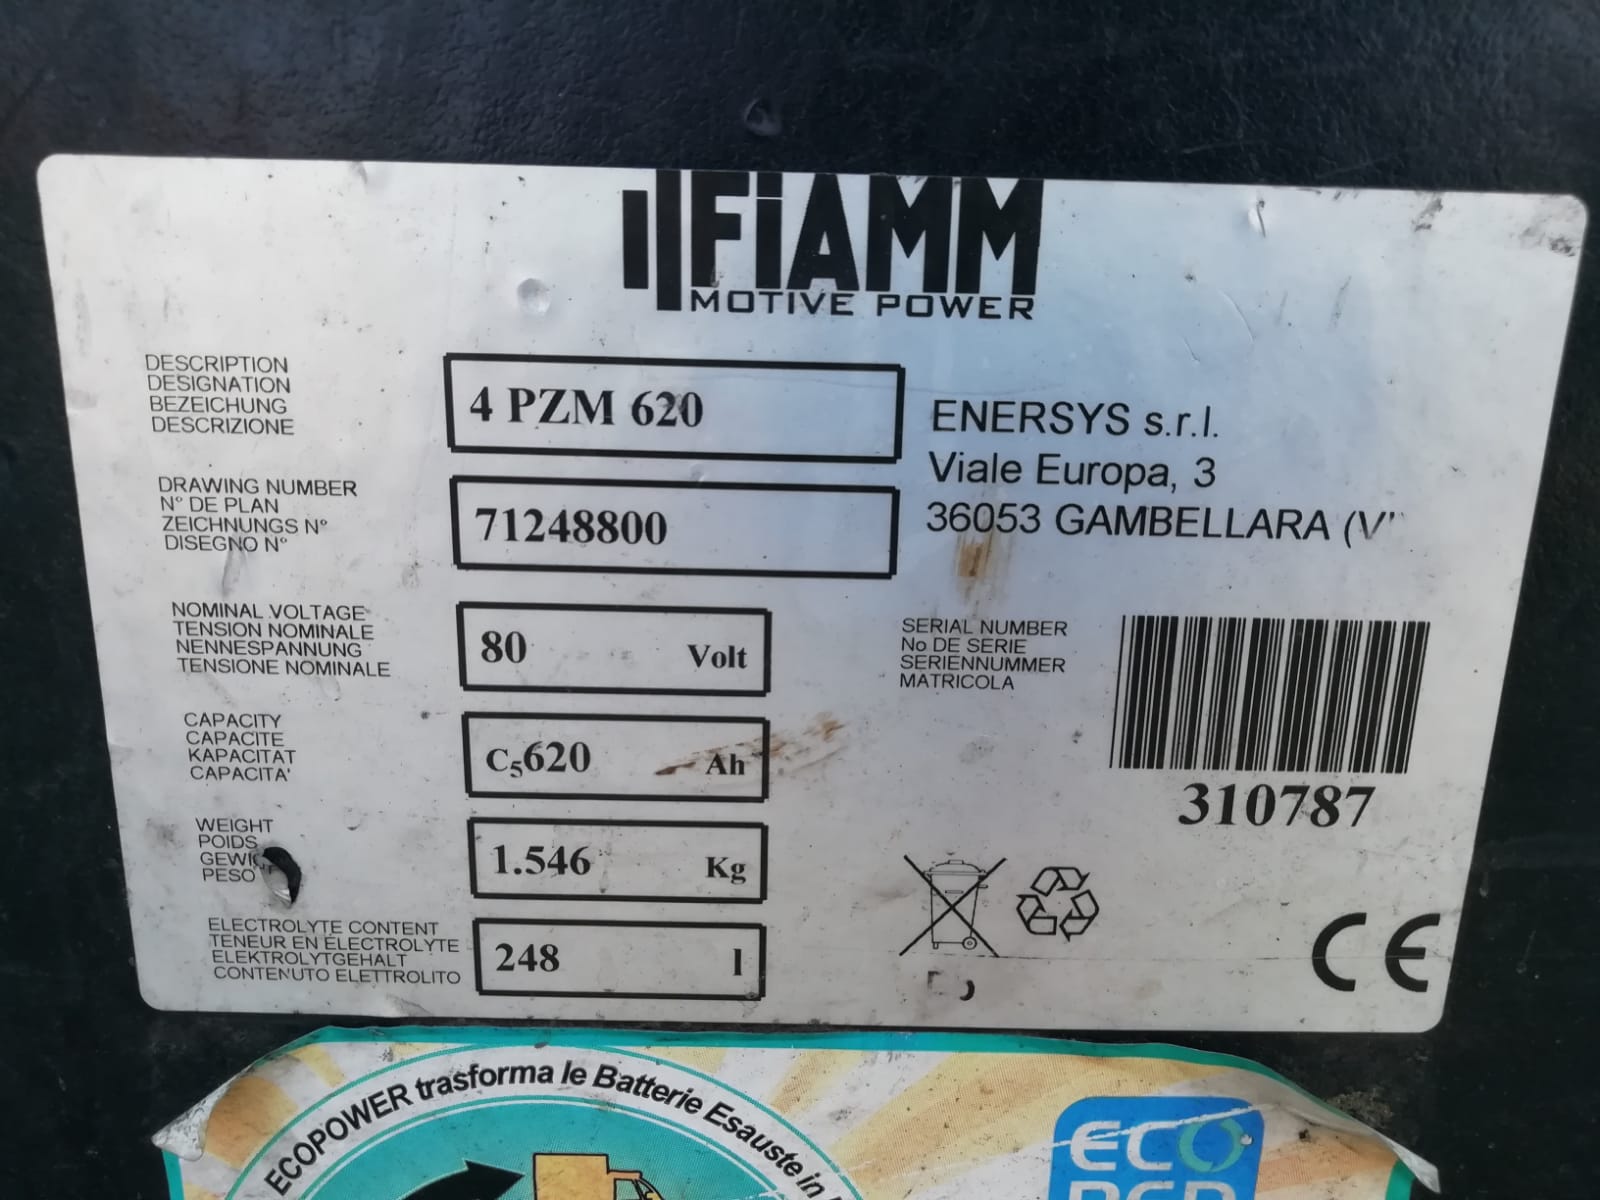 FiAMM
MOTIVE POWER
DESCRIPTION
DESIGNATION
BEZEICHUNG
DESCRIZIONE
4 PZM 620
ENERSYS s.r.l.
Viale Europa, 3
36053 GAMBELLARA
DRAWING NUMBER
N° DE PLAN
ZEICHNUNGS N°
DISEGNO N°
71248800
NOMINAL VOLTAGE
TENSION NOMINALE
NENNESPANNUNG
TENSIONE NOMINALE
80 Volt
SERIAL NUMBER
No DE SERIE
SERIENNUMMER
MATRICOLA
310787
CAPACITY
CAPACITE
KAPACITAT
CAPACITA'
C5620 Ah
WEIGHT
POIDS
PESO
1.546 Kg
ELECTROLYTE CONTENT
TENEUR EN ELECTROLYTE
ELEKTROLYTGEHALT
CONTENUTO ELETTROLITO
248 l
CE
ECOPOWER trasforma le Batterie Esauste in
ECO